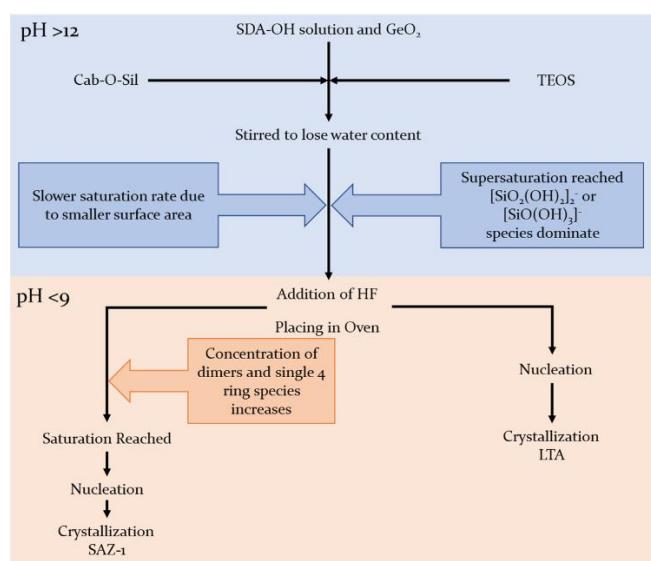 pH >12
SDA-OH solution and GeO₂
Cab-O-Sil
TEOS
Stirred to lose water content
Slower saturation rate due
to smaller surface area
Supersaturation reached
[SiO₂(OH)₂]₂⁻ or
[SiO(OH)₃]⁻
species dominate
pH <9
Addition of HF
Placing in Oven
Concentration of
dimers and single 4
ring species
increases
Nucleation
Crystallization
LTA
Saturation Reached
Nucleation
Crystallization
SAZ-1